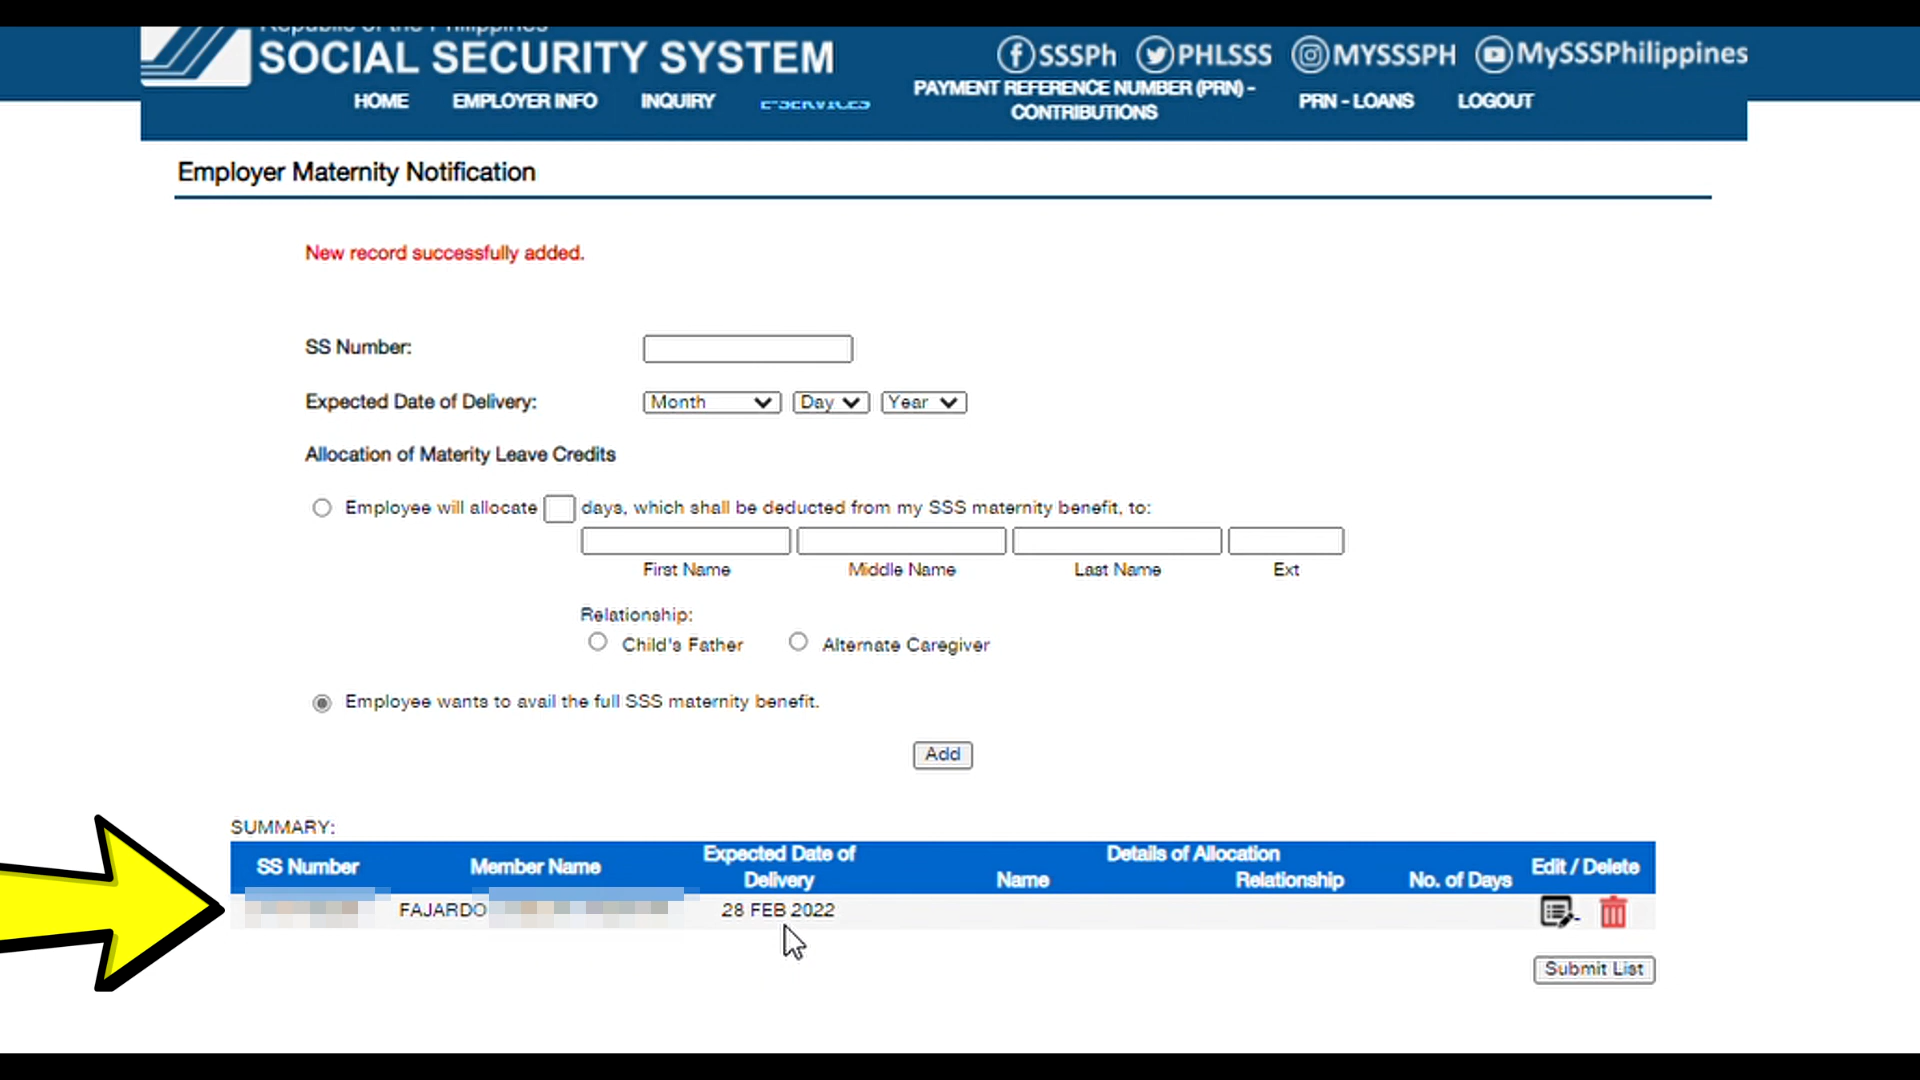 Republic of the Philippines
SOCIAL SECURITY SYSTEM
SSSPh PHLSSS MYSSSPH MySSSPhilippines
HOME EMPLOYER INFO INQUIRY E-SERVICES PAYMENT REFERENCE NUMBER (PRN) - CONTRIBUTIONS PRN - LOANS LOGOUT
Employer Maternity Notification
New record successfully added.
SS Number:
Expected Date of Delivery: Month Day Year
Allocation of Materity Leave Credits
Employee will allocate days, which shall be deducted from my SSS maternity benefit, to:
First Name Middle Name Last Name Ext
Relationship:
Child's Father Alternate Caregiver
Employee wants to avail the full SSS maternity benefit.
Add
SUMMARY:
SS Number Member Name Expected Date of Delivery Details of Allocation Name Relationship No. of Days Edit / Delete
FAJARDO 28 FEB 2022
Submit List